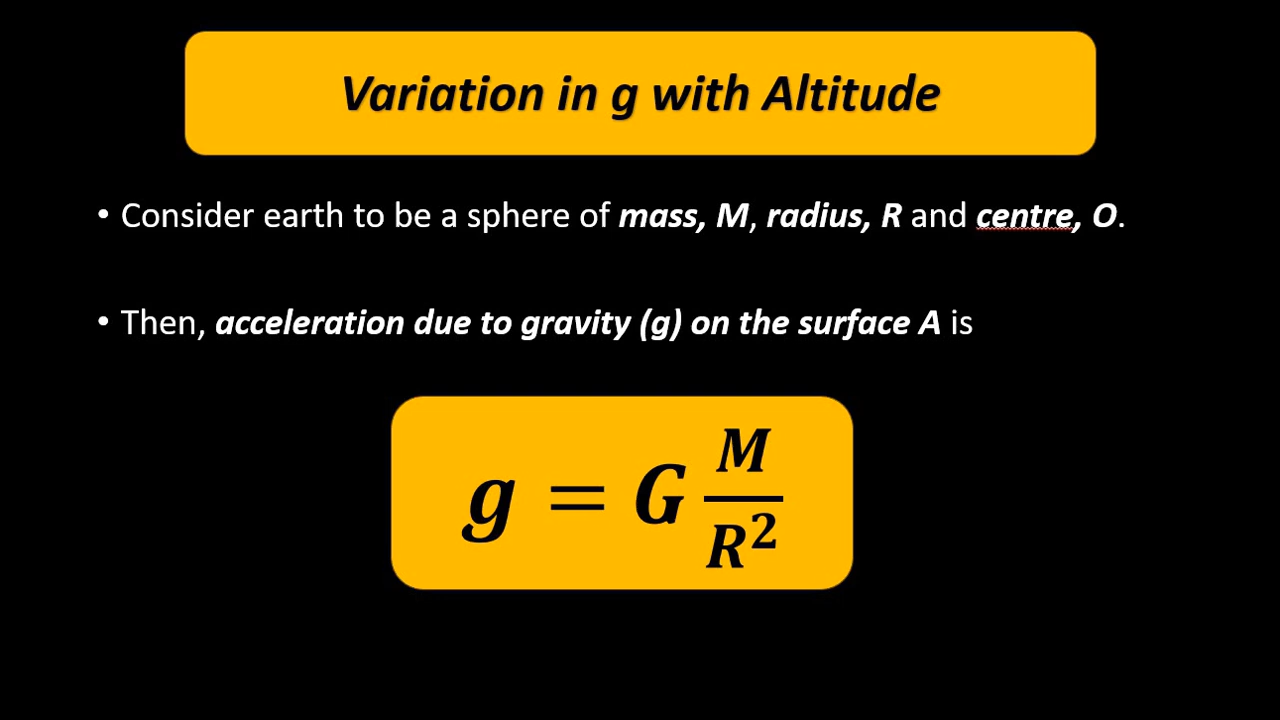 Variation in g with Altitude
• Consider earth to be a sphere of mass, M, radius, R and centre, O.
• Then, acceleration due to gravity (g) on the surface A is
g = G M/R²